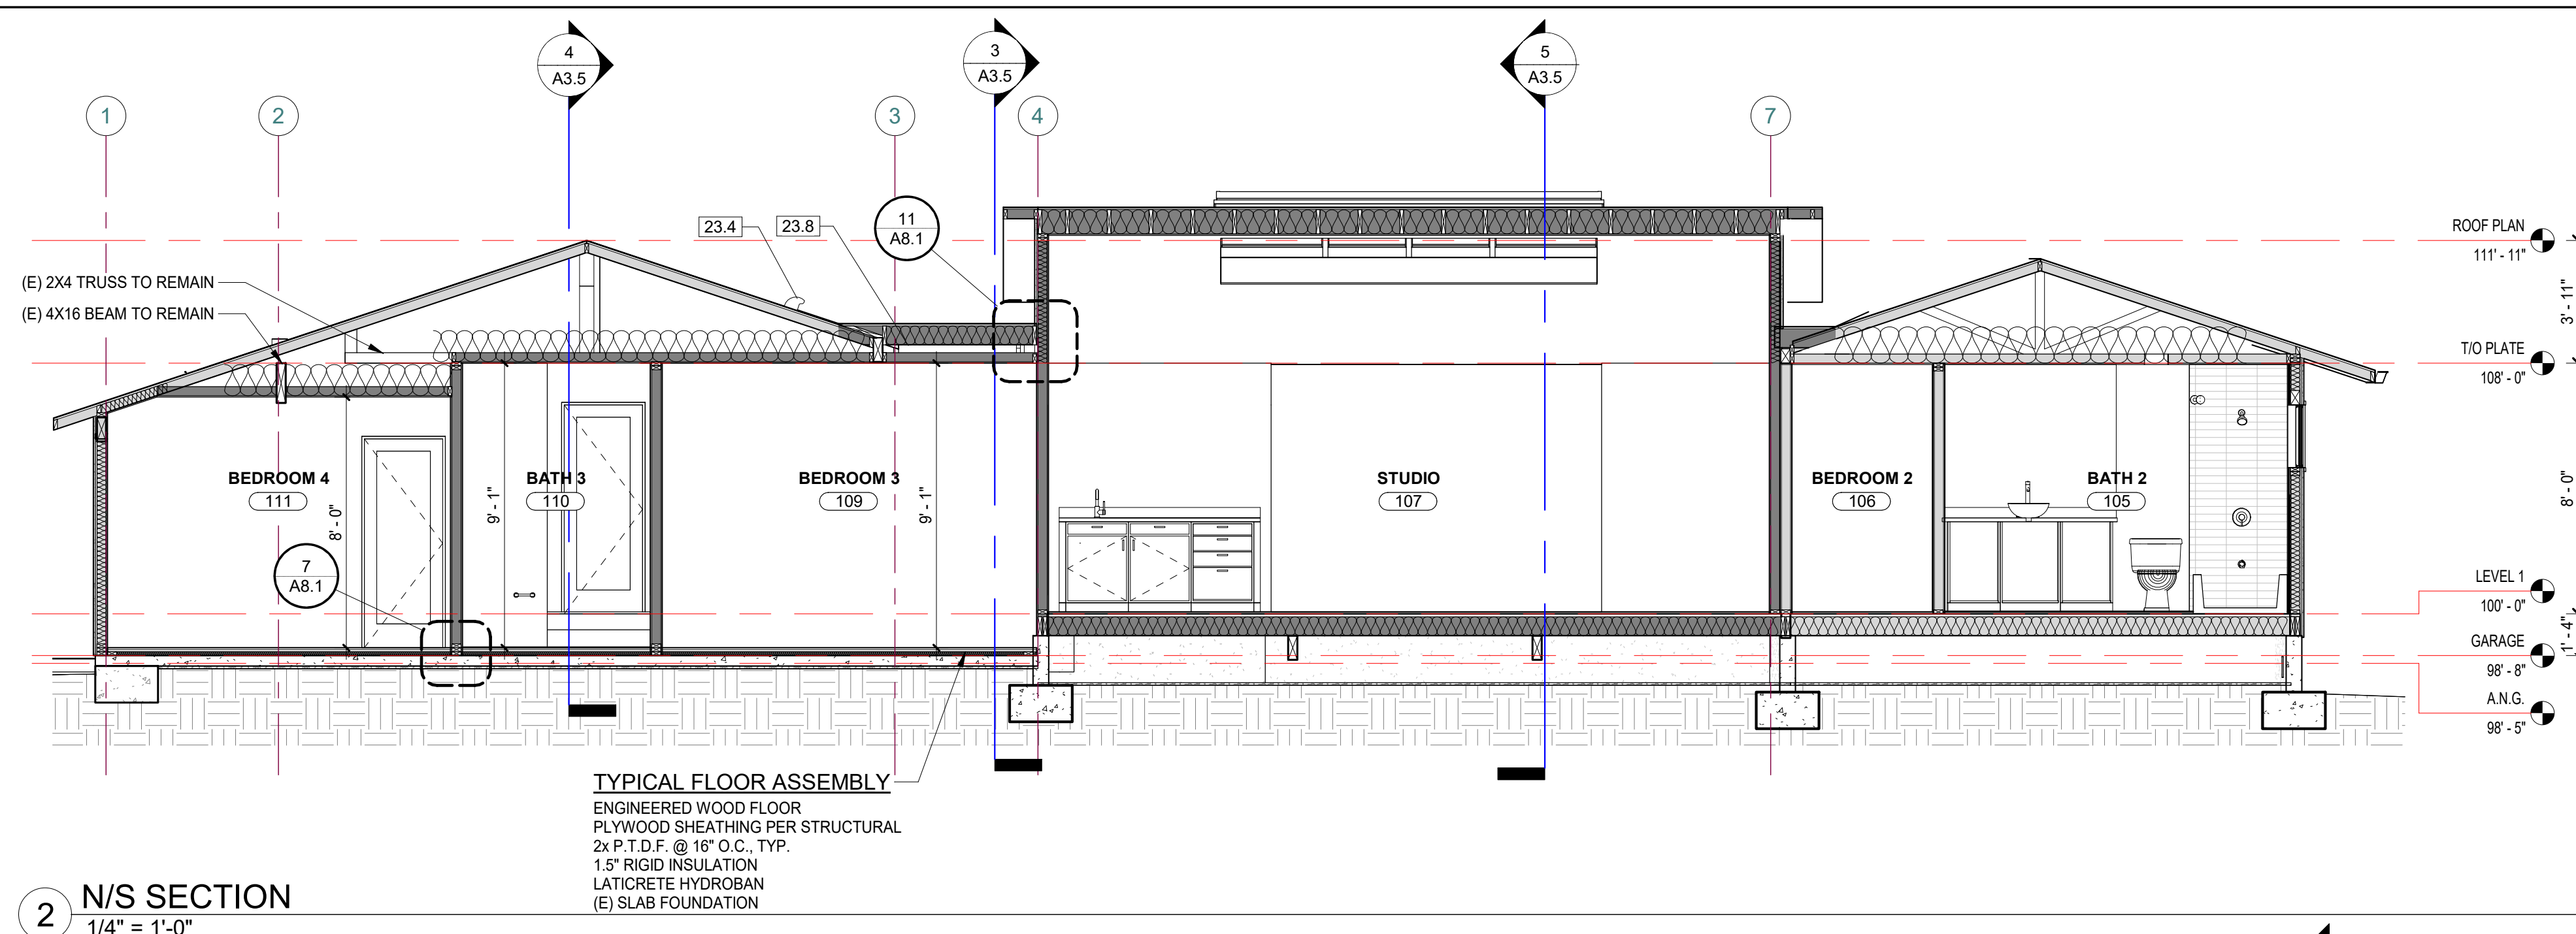 4
A3.5
3
A3.5
5
A3.5
1
2
3
4
7
23.4
23.8
11
A8.1
ROOF PLAN
111' - 11"
3' - 11"
(E) 2X4 TRUSS TO REMAIN
(E) 4X16 BEAM TO REMAIN
T/O PLATE
108' - 0"
BEDROOM 4
111
BATH 3
110
BEDROOM 3
109
STUDIO
107
BEDROOM 2
106
BATH 2
105
8' - 0"
9' - 1"
9' - 1"
8' - 0"
7
A8.1
LEVEL 1
100' - 0"
1' - 4"
GARAGE
98' - 8"
A.N.G.
98' - 5"
TYPICAL FLOOR ASSEMBLY
ENGINEERED WOOD FLOOR
PLYWOOD SHEATHING PER STRUCTURAL
2x P.T.D.F. @ 16" O.C., TYP.
1.5" RIGID INSULATION
LATICRETE HYDROBAN
(E) SLAB FOUNDATION
2
N/S SECTION
1/4" = 1'-0"